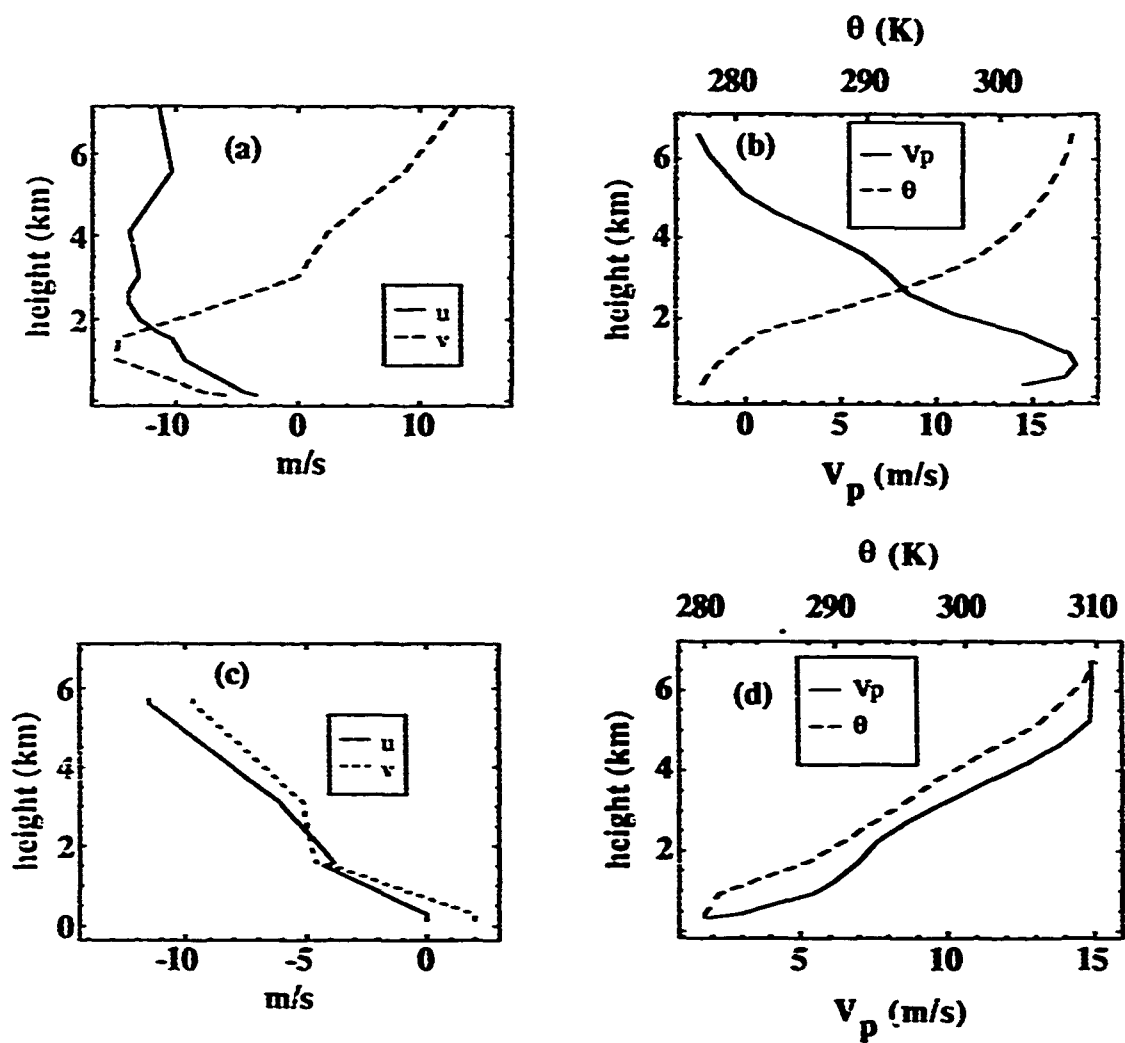 (a)
height (km)
6
4
2
u
v
-10 0 10
m/s
θ (K)
280 290 300
(b)
Vp
θ
height (km)
6
4
2
0 5 10 15
Vp (m/s)
(c)
height (km)
6
4
2
0
u
v
-10 -5 0
m/s
θ (K)
280 290 300 310
(d)
Vp
θ
height (km)
6
4
2
5 10 15
Vp (m/s)